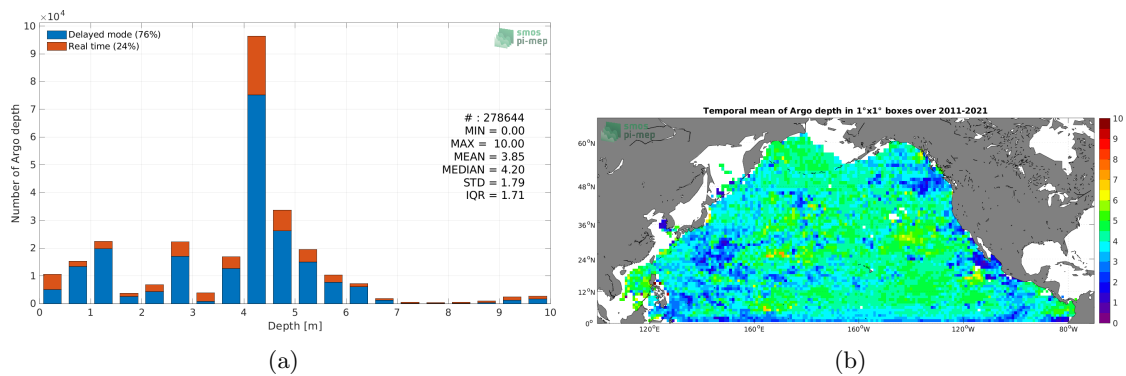 ×10⁴
Delayed mode (76%)
Real time (24%)
smos
pi-mep
10
9
8
7
6
5
4
3
2
1
0
Number of Argo depth
# : 278644
MIN = 0.00
MAX = 10.00
MEAN = 3.85
MEDIAN = 4.20
STD = 1.79
IQR = 1.71
0 1 2 3 4 5 6 7 8 9 10
Depth [m]
(a)
Temporal mean of Argo depth in 1°x1° boxes over 2011-2021
smos
pi-mep
60°N
48°N
36°N
24°N
12°N
0°
120°E 160°E 160°W 120°W 80°W
10
9
8
7
6
5
4
3
2
1
0
(b)